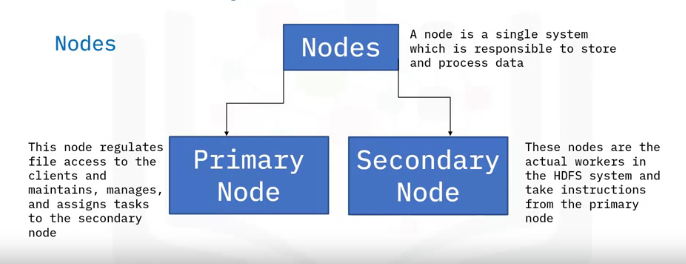 Nodes
Nodes
A node is a single system
which is responsible to store
and process data
This node regulates
file access to the
clients and
maintains, manages,
and assigns tasks
to the secondary
node
Primary
Node
Secondary
Node
These nodes are the
actual workers in
the HDFS system and
take instructions
from the primary
node